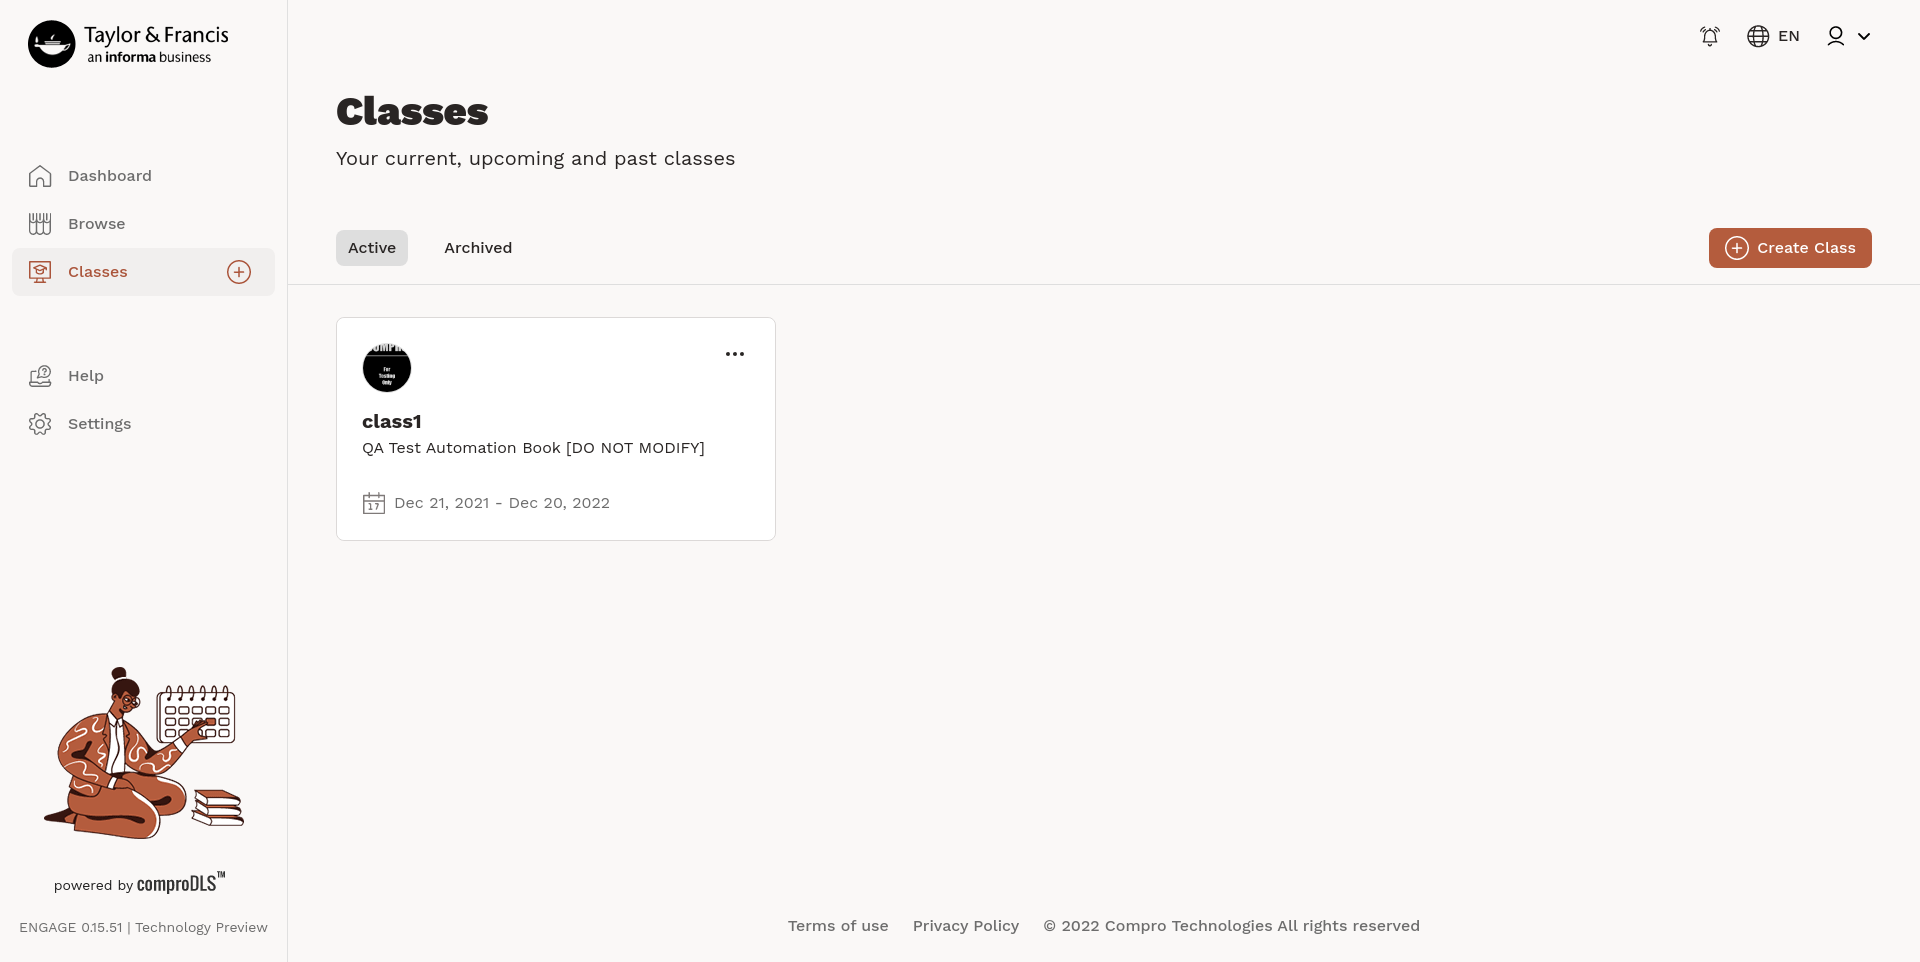 Taylor & Francis
an informa business
EN
Classes
Your current, upcoming and past classes
Dashboard
Browse
Classes
Help
Settings
Active
Archived
Create Class
For
Testing
Only
class1
QA Test Automation Book [DO NOT MODIFY]
17
Dec 21, 2021 - Dec 20, 2022
powered by comproDLS™
ENGAGE 0.15.51 | Technology Preview
Terms of use
Privacy Policy
© 2022 Compro Technologies All rights reserved